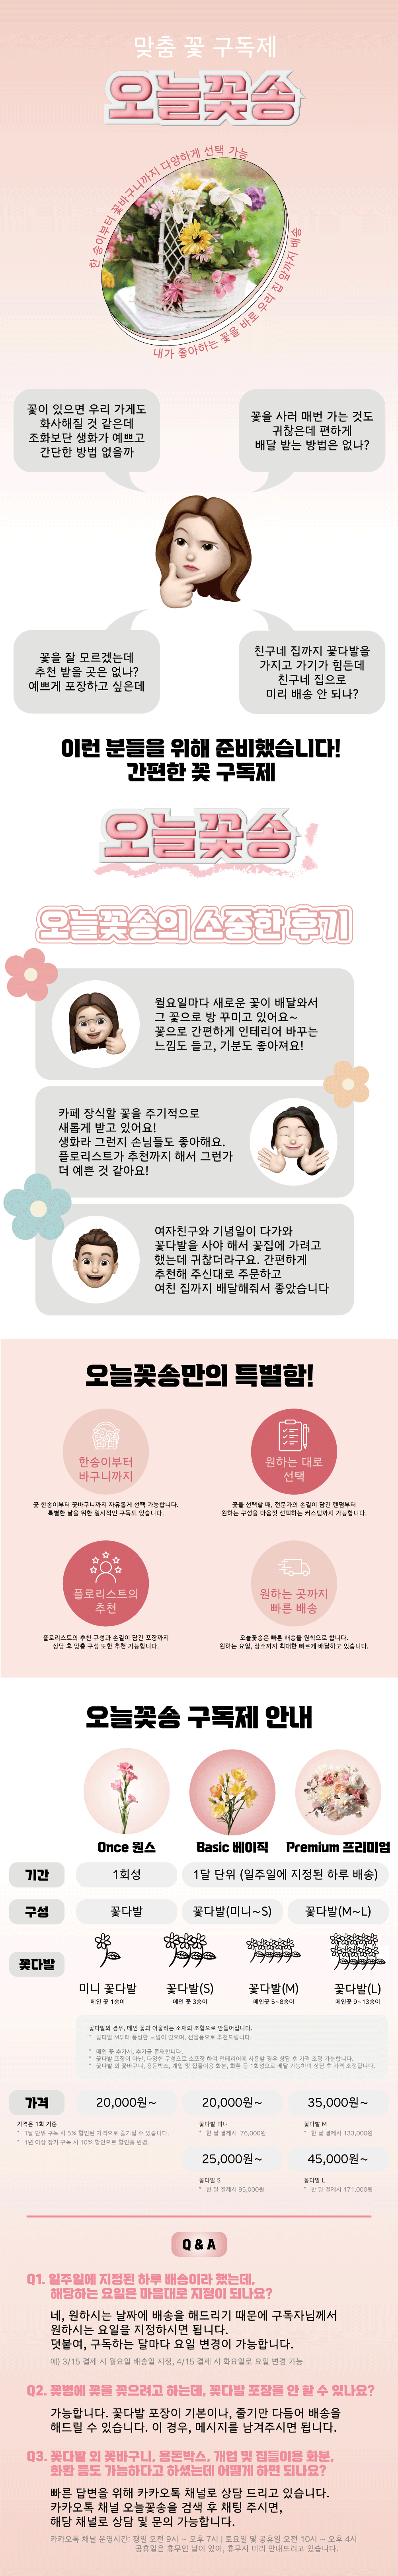 맞춤 꽃 구독제
오늘꽃송
한 송이부터 꽃바구니까지 다양하게 선택 가능
내가 좋아하는 꽃을 바로 우리 집 앞까지 배송
꽃이 있으면 우리 가게도
화사해질 것 같은데
조화보단 생화가 예쁘고
간단한 방법 없을까
꽃을 사러 매번 가는 것도
귀찮은데 편하게
배달 받는 방법은 없나?
꽃을 잘 모르겠는데
추천 받을 곳은 없나?
예쁘게 포장하고 싶은데
친구네 집까지 꽃다발을
가지고 가기가 힘든데
친구네 집으로
미리 배송 안 되나?
이런 분들을 위해 준비했습니다!
간편한 꽃 구독제
오늘꽃송
오늘꽃송의 소중한 후기
월요일마다 새로운 꽃이 배달와서
그 꽃으로 방 꾸미고 있어요~
꽃으로 간편하게 인테리어 바꾸는
느낌도 들고, 기분도 좋아져요!
카페 장식할 꽃을 주기적으로
새롭게 받고 있어요!
생화라 그런지 손님들도 좋아해요.
플로리스트가 추천까지 해서 그런가
더 예쁜 것 같아요!
여자친구와 기념일이 다가와
꽃다발을 사야 해서 꽃집에 가려고
했는데 귀찮더라구요. 간편하게
추천해 주신대로 주문하고
여친 집까지 배달해줘서 좋았습니다
오늘꽃송만의 특별함!
한송이부터
바구니까지
꽃 한송이부터 꽃바구니까지 자유롭게 선택 가능합니다.
특별한 날을 위한 일시적인 구독도 있습니다.
원하는 대로
선택
꽃을 선택할 때, 전문가의 손길이 담긴 랜덤부터
원하는 구성을 마음껏 선택하는 커스텀까지 가능합니다.
플로리스트의
추천
플로리스트의 추천 구성과 손길이 담긴 포장까지
상담 후 맞춤 구성 또한 추천 가능합니다.
원하는 곳까지
빠른 배송
오늘꽃송은 빠른 배송을 원칙으로 합니다.
원하는 요일, 장소까지 최대한 빠르게 배달하고 있습니다.
오늘꽃송 구독제 안내
Once 원스
Basic 베이직
Premium 프리미엄
기간
1회성
1달 단위 (일주일에 지정된 하루 배송)
구성
꽃다발
꽃다발(미니~S)
꽃다발(M~L)
꽃다발
미니 꽃다발
메인 꽃 1송이
꽃다발(S)
메인 꽃 3송이
꽃다발(M)
메인꽃 5~8송이
꽃다발(L)
메인꽃 9~13송이
꽃다발의 경우, 메인 꽃과 어울리는 소재의 조합으로 만들어집니다.
* 꽃다발 M부터 풍성한 느낌이 있으며, 선물용으로 추천드립니다.
* 메인 꽃 추가시, 추가금 존재합니다.
* 꽃다발 포장이 아닌, 다양한 구성으로 소포장 하여 인테리어에 사용할 경우 상담 후 가격 조정 가능합니다.
* 꽃다발 외 꽃바구니, 용돈박스, 개업 및 집들이용 화분, 화환 등 1회성으로 배달 가능하며 상담 후 가격 조정됩니다.
가격
20,000원~
20,000원~
35,000원~
가격은 1회 기준
* 1달 단위 구독 시 5% 할인된 가격으로 즐기실 수 있습니다.
* 1년 이상 장기 구독 시 10% 할인으로 할인률 변경.
꽃다발 미니
* 한 달 결제시 76,000원
꽃다발 M
* 한 달 결제시 133,000원
25,000원~
45,000원~
꽃다발 S
* 한 달 결제시 95,000원
꽃다발 L
* 한 달 결제시 171,000원
Q & A
Q1. 일주일에 지정된 하루 배송이라 했는데,
해당하는 요일은 마음대로 지정이 되나요?
네, 원하시는 날짜에 배송을 해드리기 때문에 구독자님께서
원하시는 요일을 지정하시면 됩니다.
덧붙여, 구독하는 달마다 요일 변경이 가능합니다.
예) 3/15 결제 시 월요일 배송일 지정, 4/15 결제 시 화요일로 요일 변경 가능
Q2. 꽃병에 꽃을 꽂으려고 하는데, 꽃다발 포장을 안 할 수 있나요?
가능합니다. 꽃다발 포장이 기본이나, 줄기만 다듬어 배송을
해드릴 수 있습니다. 이 경우, 메시지를 남겨주시면 됩니다.
Q3. 꽃다발 외 꽃바구니, 용돈박스, 개업 및 집들이용 화분,
화환 등도 가능하다고 하셨는데 어떻게 하면 되나요?
빠른 답변을 위해 카카오톡 채널로 상담 드리고 있습니다.
카카오톡 채널 오늘꽃송을 검색 후 채팅 주시면,
해당 채널로 상담 및 문의 가능합니다.
카카오톡 채널 운영시간: 평일 오전 9시 ~ 오후 7시 | 토요일 및 공휴일 오전 10시 ~ 오후 4시
공휴일은 휴무인 날이 있어, 휴무시 미리 안내드리고 있습니다.